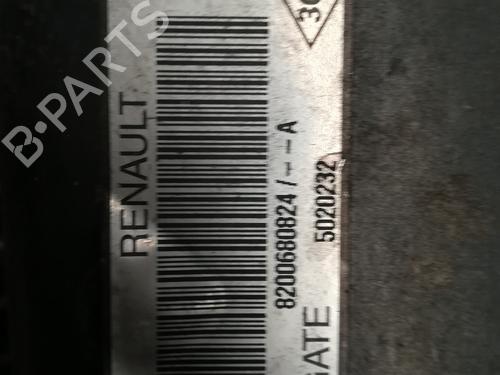 RENAULT
8200680824/--A
5020232
GATE
B-PARTS